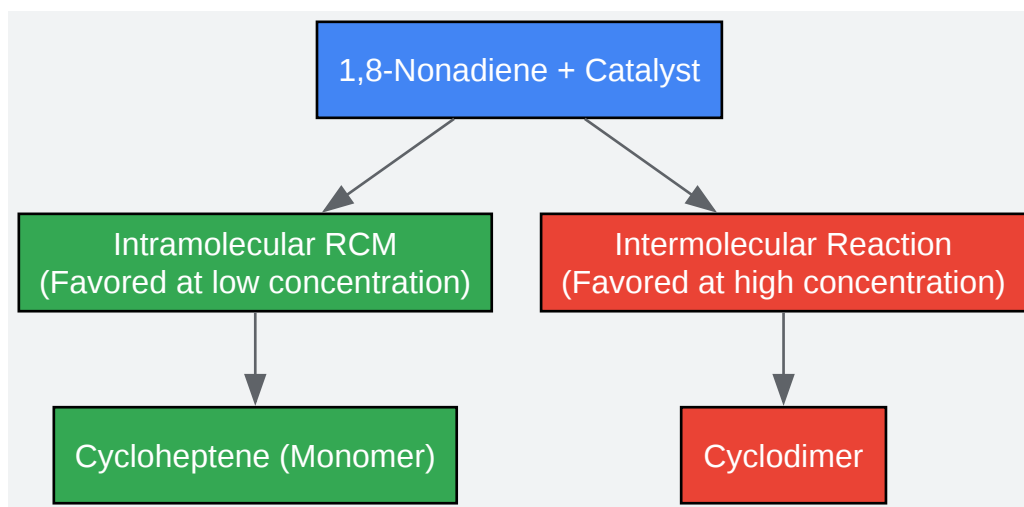 1,8-Nonadiene + Catalyst
Intramolecular RCM
(Favored at low concentration)
Intermolecular Reaction
(Favored at high concentration)
Cycloheptene (Monomer)
Cyclodimer